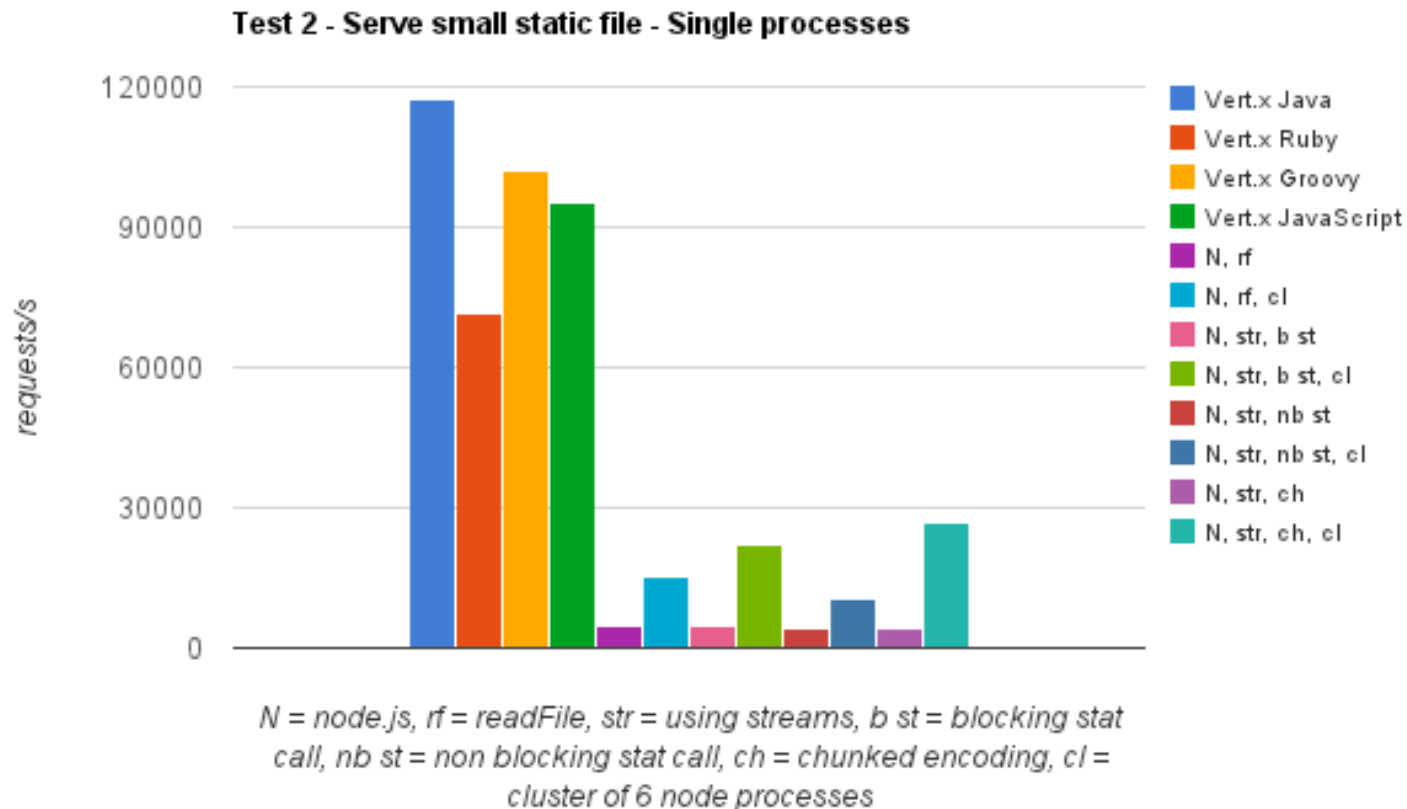 Test 2 - Serve small static file - Single processes
120000
90000
60000
30000
0
requests/s
Vert.x Java
Vert.x Ruby
Vert.x Groovy
Vert.x JavaScript
N, rf
N, rf, cl
N, str, b st
N, str, b st, cl
N, str, nb st
N, str, nb st, cl
N, str, ch
N, str, ch, cl
N = node.js, rf = readFile, str = using streams, b st = blocking stat
call, nb st = non blocking stat call, ch = chunked encoding, cl =
cluster of 6 node processes